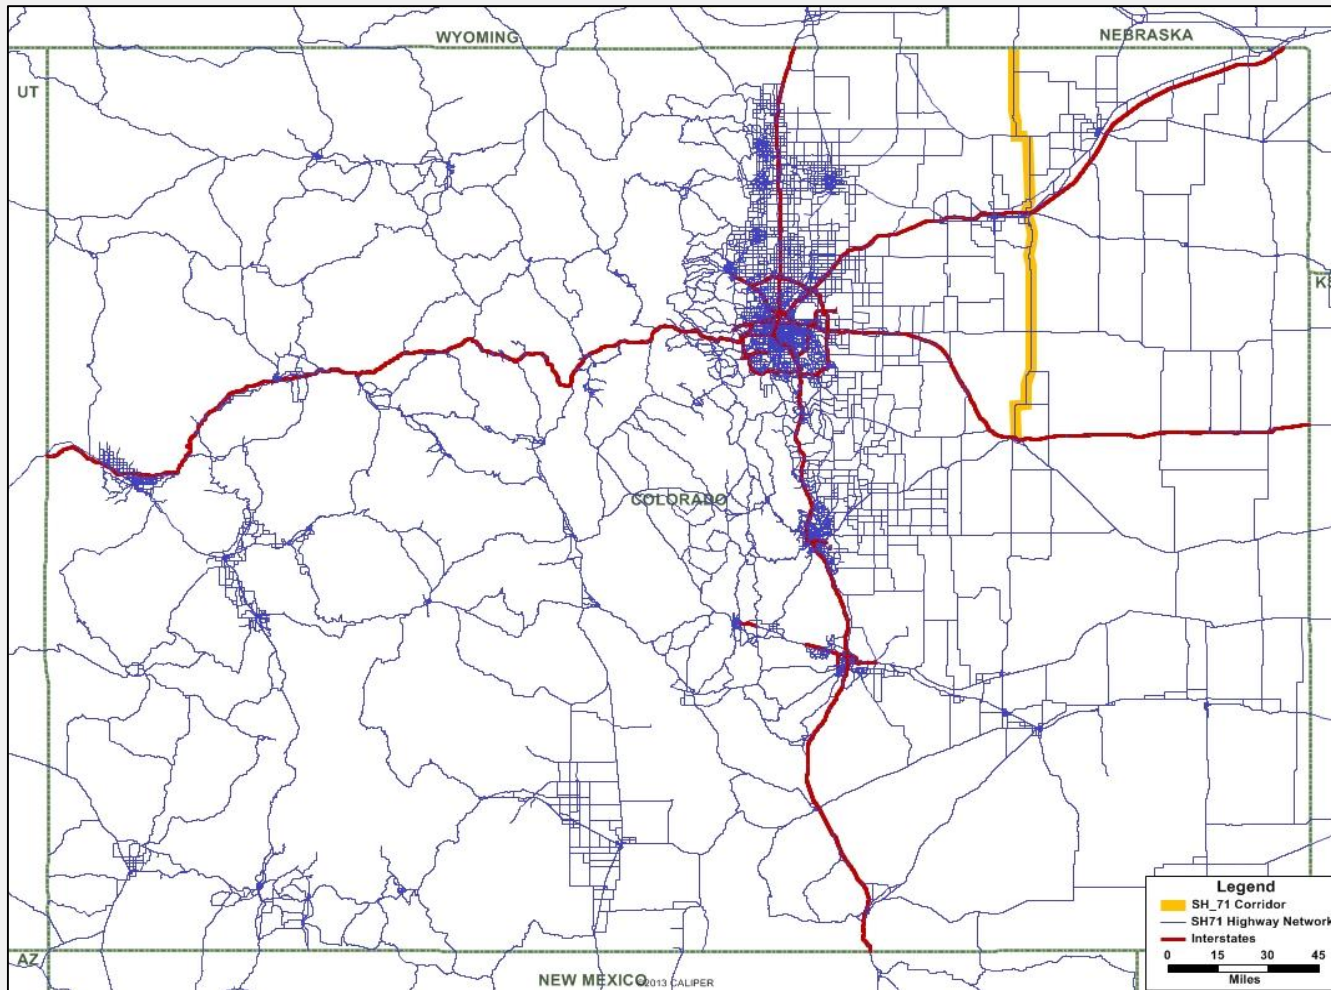 WYOMING
NEBRASKA
UT
KS
COLORADO
Legend
SH_71 Corridor
SH71 Highway Network
Interstates
0 15 30 45
Miles
AZ
NEW MEXICO
©2013 CALIPER